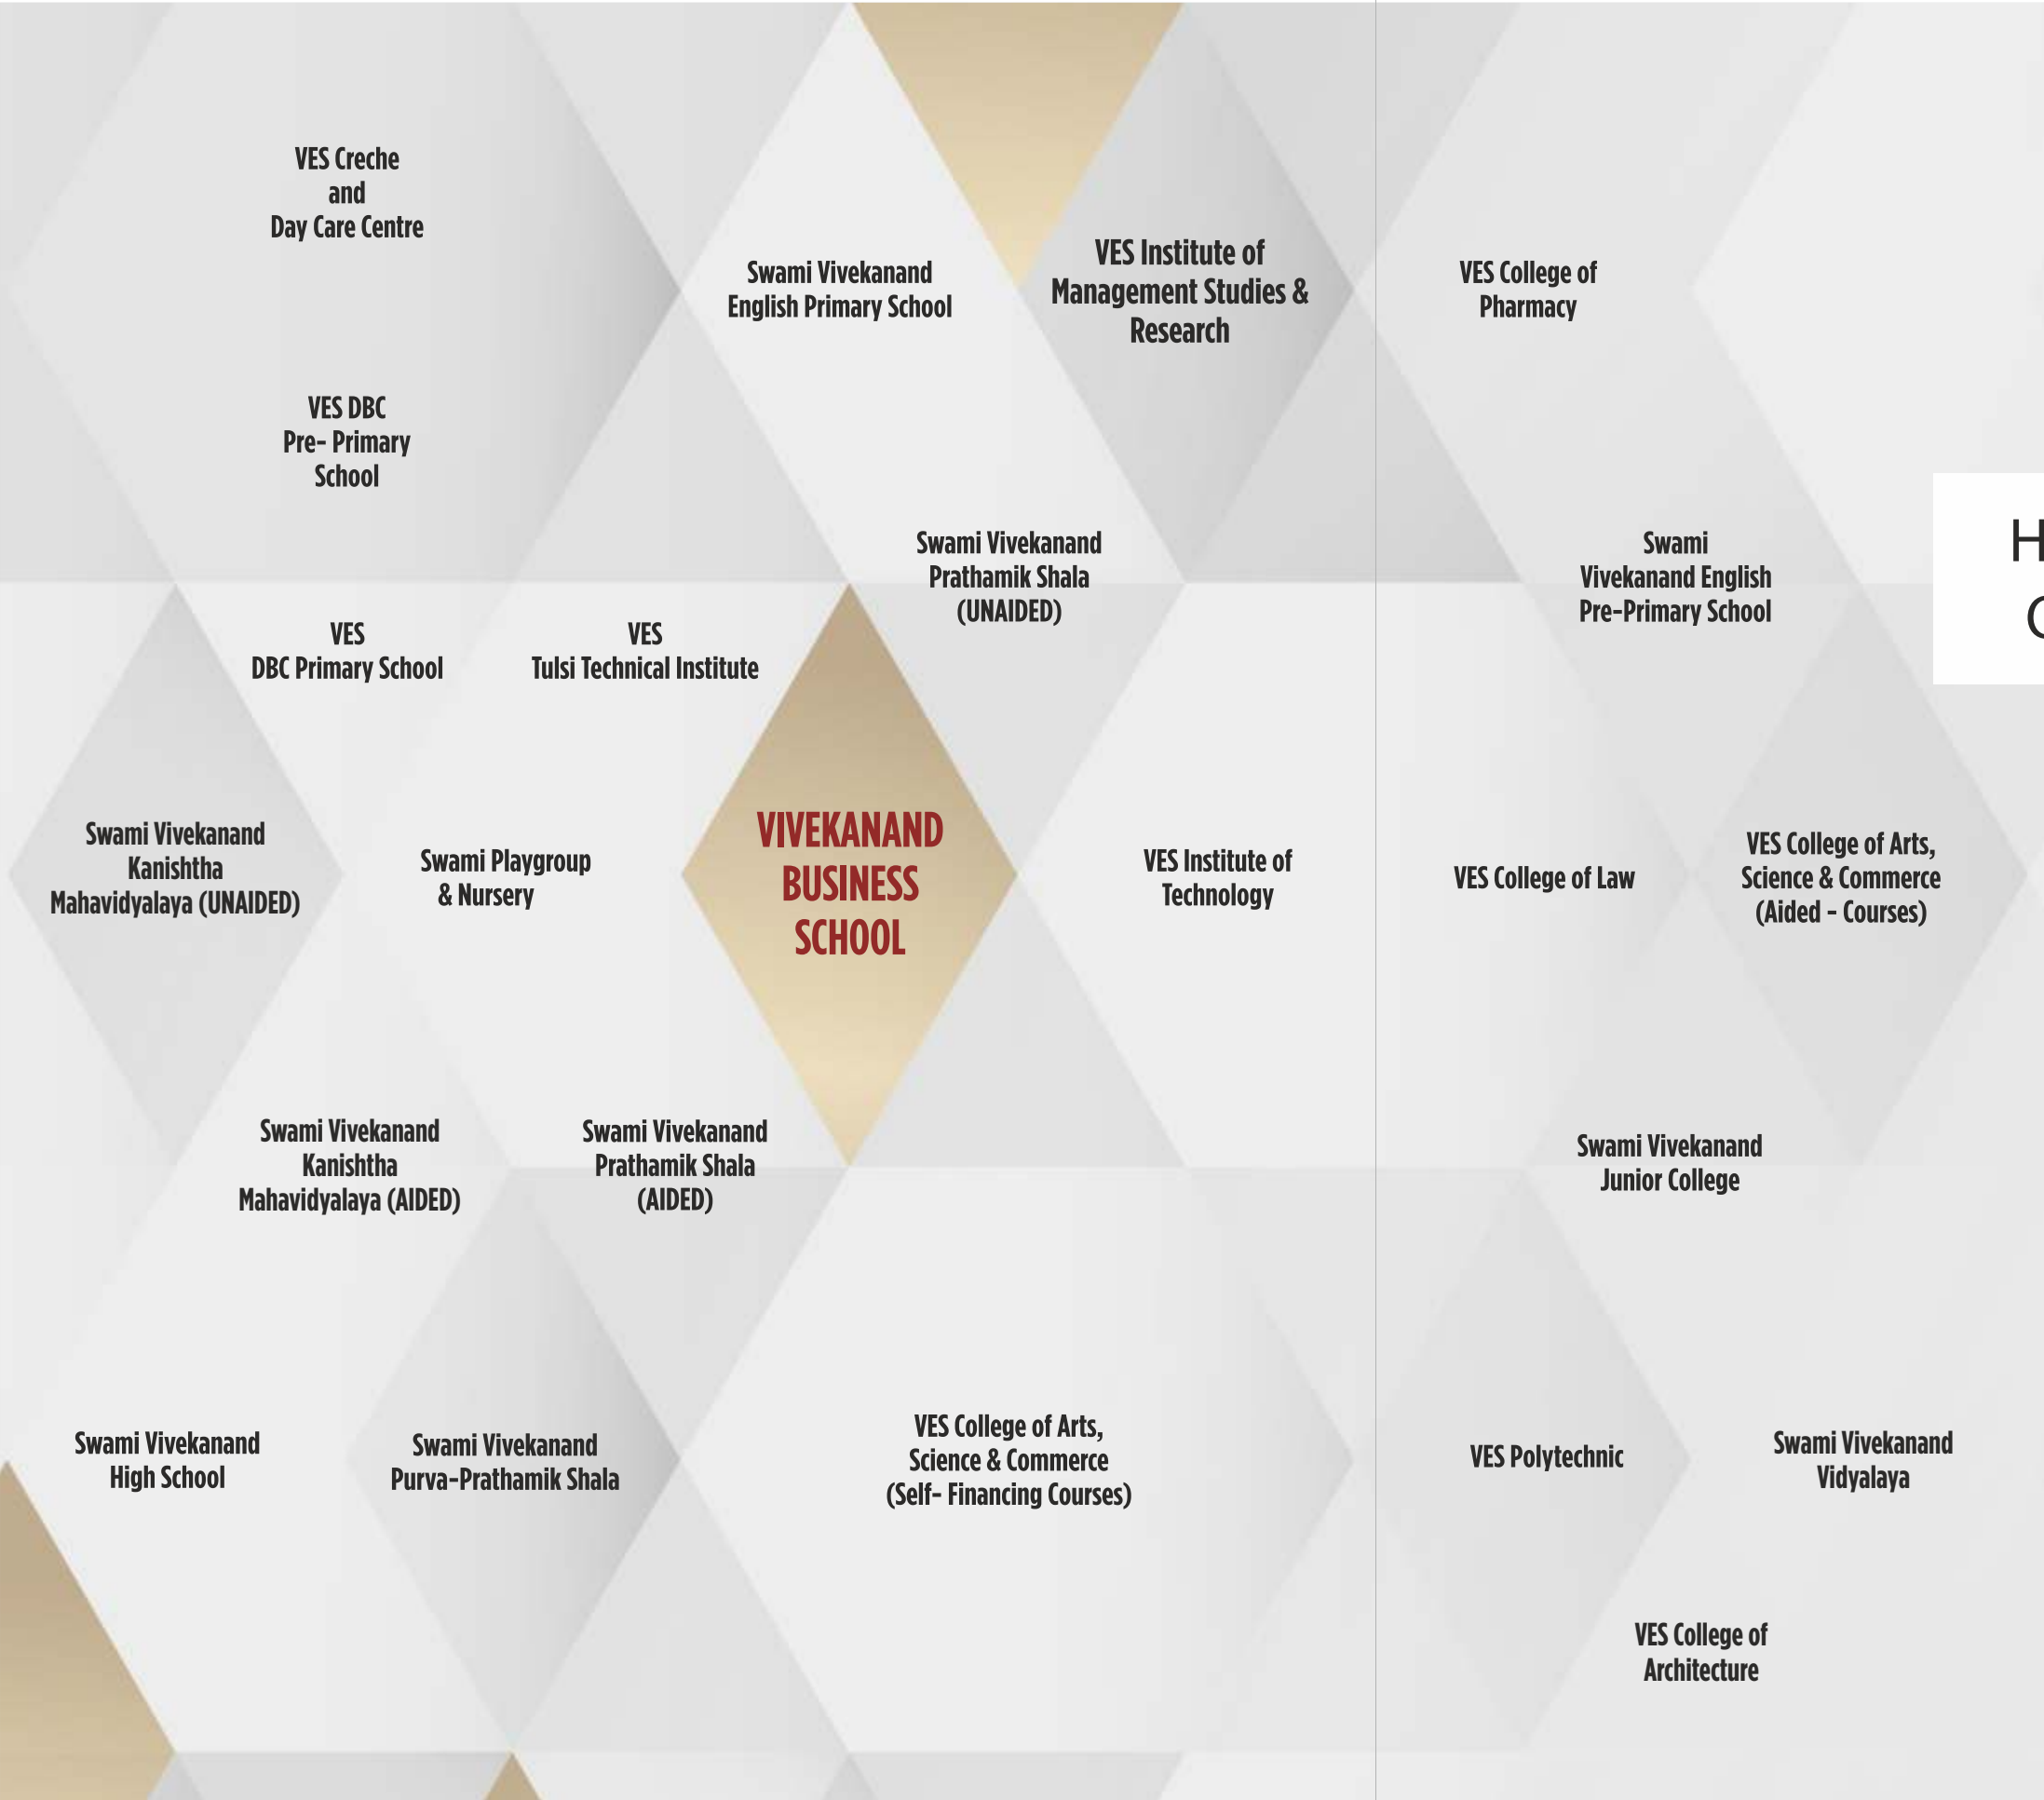 VES Creche
and
Day Care Centre
Swami Vivekanand
English Primary School
VES Institute of
Management Studies &
Research
VES College of
Pharmacy
VES DBC
Pre- Primary
School
Swami Vivekanand
Prathamik Shala
(UNAIDED)
Swami
Vivekanand English
Pre-Primary School
VES
DBC Primary School
VES
Tulsi Technical Institute
Swami Vivekanand
Kanishtha
Mahavidyalaya (UNAIDED)
Swami Playgroup
& Nursery
VIVEKANAND
BUSINESS
SCHOOL
VES Institute of
Technology
VES College of Law
VES College of Arts,
Science & Commerce
(Aided - Courses)
Swami Vivekanand
Kanishtha
Mahavidyalaya (AIDED)
Swami Vivekanand
Prathamik Shala
(AIDED)
Swami Vivekanand
Junior College
Swami Vivekanand
High School
Swami Vivekanand
Purva-Prathamik Shala
VES College of Arts,
Science & Commerce
(Self- Financing Courses)
VES Polytechnic
Swami Vivekanand
Vidyalaya
VES College of
Architecture